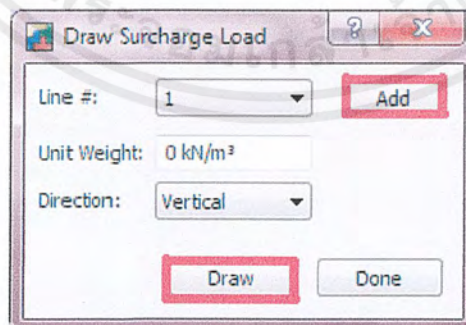 Draw Surcharge Load
Line #: 1 Add
Unit Weight: 0 kN/m³
Direction: Vertical
Draw Done